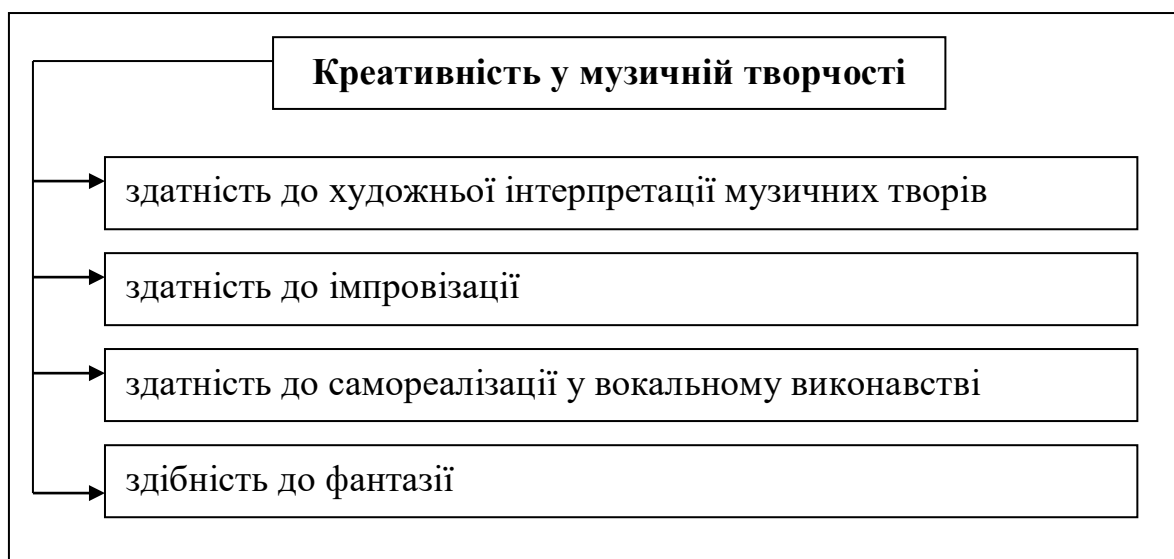 Креативність у музичній творчості
здатність до художньої інтерпретації музичних творів
здатність до імпровізації
здатність до самореалізації у вокальному виконавстві
здібність до фантазії